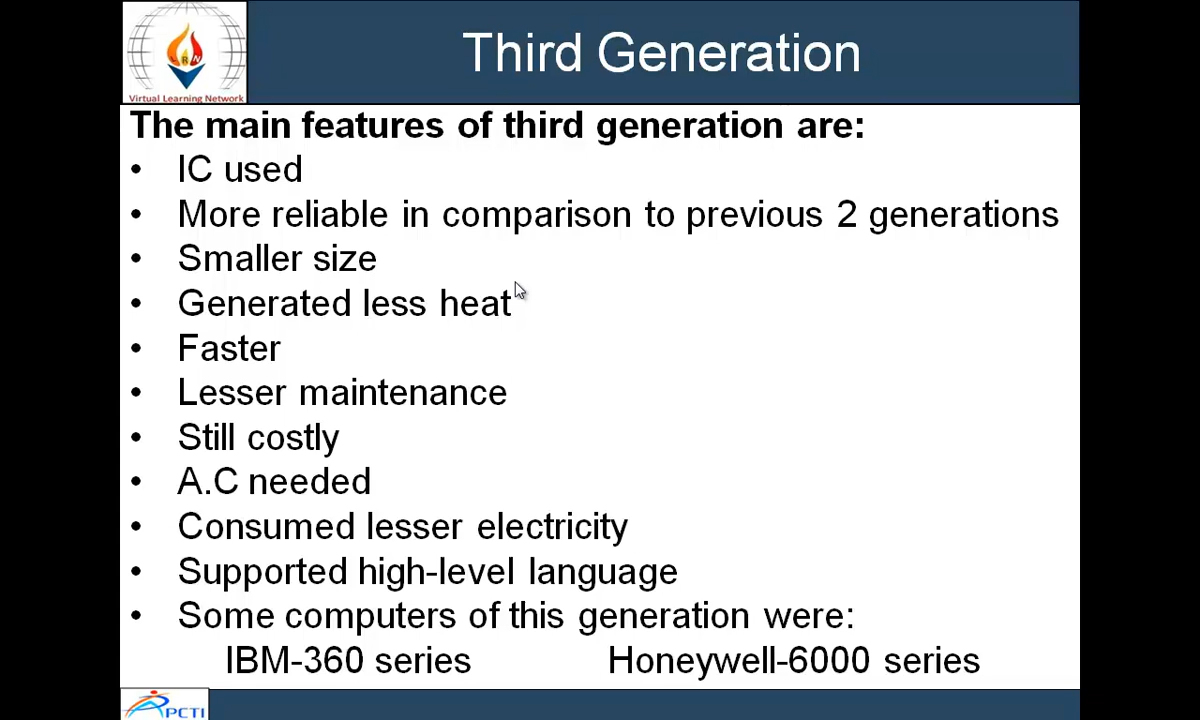 Third Generation
Virtual Learning Network
The main features of third generation are:
• IC used
• More reliable in comparison to previous 2 generations
• Smaller size
• Generated less heat
• Faster
• Lesser maintenance
• Still costly
• A.C needed
• Consumed lesser electricity
• Supported high-level language
• Some computers of this generation were:
IBM-360 series Honeywell-6000 series
PCTI